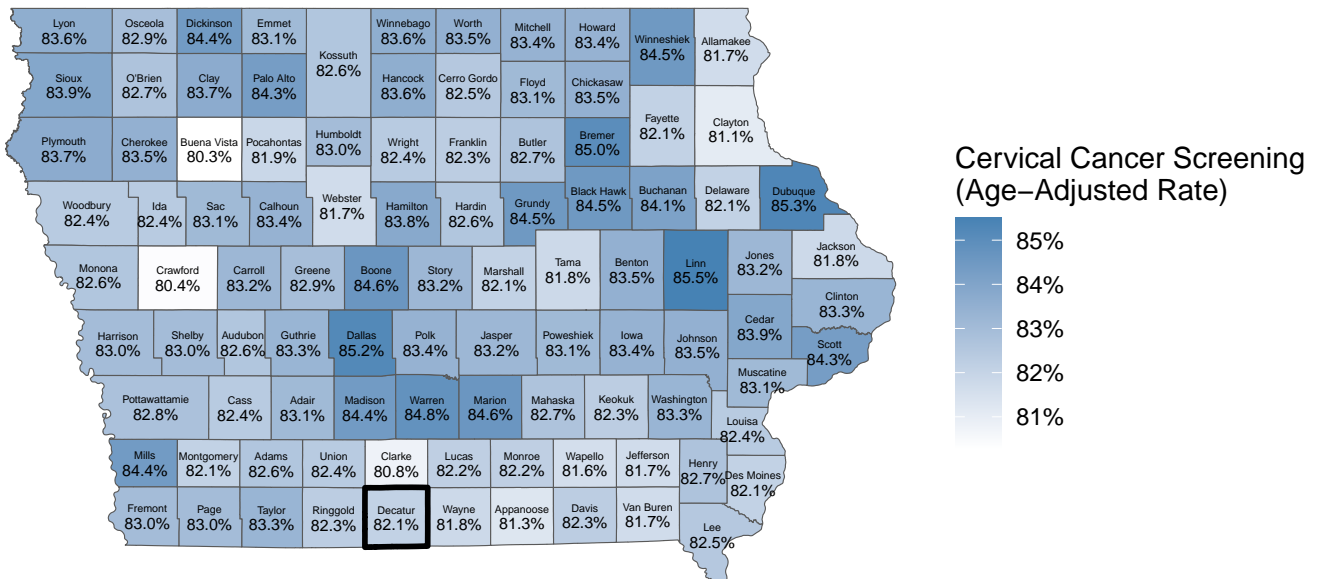 Lyon
83.6%
Osceola
82.9%
Dickinson
84.4%
Emmet
83.1%
Kossuth
82.6%
Winnebago
83.6%
Worth
83.5%
Mitchell
83.4%
Howard
83.4%
Winneshiek
84.5%
Allamakee
81.7%
Sioux
83.9%
O'Brien
82.7%
Clay
83.7%
Palo Alto
84.3%
Hancock
83.6%
Cerro Gordo
82.5%
Floyd
83.1%
Chickasaw
83.5%
Fayette
82.1%
Clayton
81.1%
Plymouth
83.7%
Cherokee
83.5%
Buena Vista
80.3%
Pocahontas
81.9%
Humboldt
83.0%
Wright
82.4%
Franklin
82.3%
Butler
82.7%
Bremer
85.0%
Woodbury
82.4%
Ida
82.4%
Sac
83.1%
Calhoun
83.4%
Webster
81.7%
Hamilton
83.8%
Hardin
82.6%
Grundy
84.5%
Black Hawk
84.5%
Buchanan
84.1%
Delaware
82.1%
Dubuque
85.3%
Monona
82.6%
Crawford
80.4%
Carroll
83.2%
Greene
82.9%
Boone
84.6%
Story
83.2%
Marshall
82.1%
Tama
81.8%
Benton
83.5%
Linn
85.5%
Jones
83.2%
Jackson
81.8%
Clinton
83.3%
Harrison
83.0%
Shelby
83.0%
Audubon
82.6%
Guthrie
83.3%
Dallas
85.2%
Polk
83.4%
Jasper
83.2%
Poweshiek
83.1%
Iowa
83.4%
Johnson
83.5%
Cedar
83.9%
Scott
84.3%
Muscatine
83.1%
Pottawattamie
82.8%
Cass
82.4%
Adair
83.1%
Madison
84.4%
Warren
84.8%
Marion
84.6%
Mahaska
82.7%
Keokuk
82.3%
Washington
83.3%
Louisa
82.4%
Mills
84.4%
Montgomery
82.1%
Adams
82.6%
Union
82.4%
Clarke
80.8%
Lucas
82.2%
Monroe
82.2%
Wapello
81.6%
Jefferson
81.7%
Henry
82.7%
Des Moines
82.1%
Fremont
83.0%
Page
83.0%
Taylor
83.3%
Ringgold
82.3%
Decatur
82.1%
Wayne
81.8%
Appanoose
81.3%
Davis
82.3%
Van Buren
81.7%
Lee
82.5%
Cervical Cancer Screening
(Age−Adjusted Rate)
85%
84%
83%
82%
81%